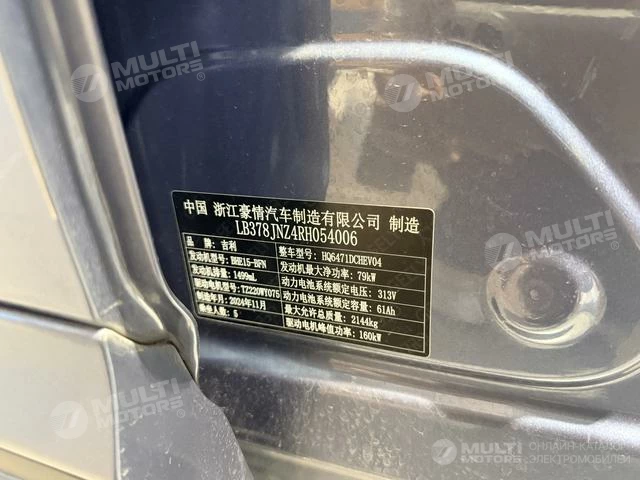 MULTI
MOTORS®
MULTI
MOTORS®
中国 浙江豪情汽车制造有限公司 制造
LB378JNZ4RH054006
品 牌: 吉利
整车型号: HQ6471DCHEV04
发动机型号: BHE15-BFN
发动机最大净功率: 79kW
发动机排量: 1499mL
动力电池系统额定电压: 313V
驱动电机型号: TZ220WT075
动力电池系统额定容量: 61Ah
制造年月: 2024年11月
最大允许总质量: 2144kg
乘坐人数: 5
驱动电机峰值功率: 160kW
MULTI
MOTORS
MULTI
MOTORS
ОНЛАЙН-КАТАЛОГ
ЭЛЕКТРОМОБИЛЕЙ